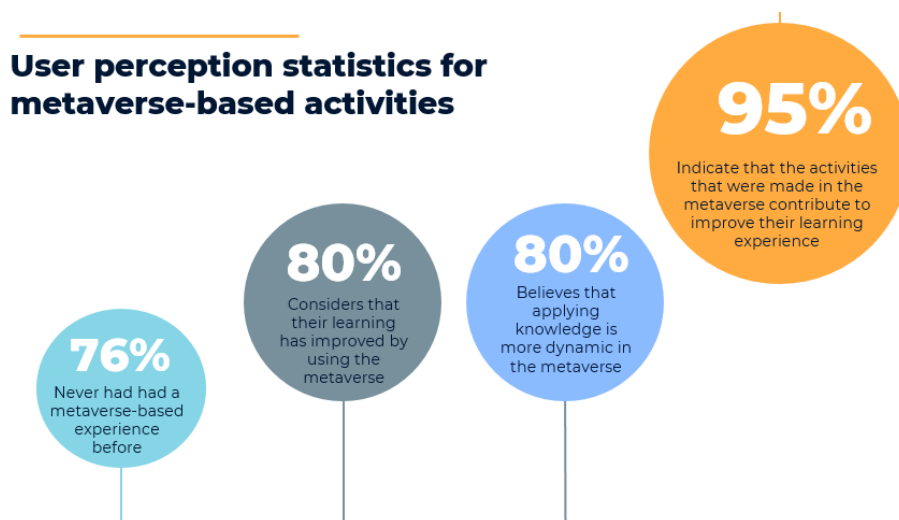 User perception statistics for
metaverse-based activities
95%
Indicate that the activities
that were made in the
metaverse contribute to
improve their learning
experience
80%
Considers that
their learning
has improved by
using the
metaverse
80%
Believes that
applying
knowledge is
more dynamic in
the metaverse
76%
Never had had a
metaverse-based
experience
before